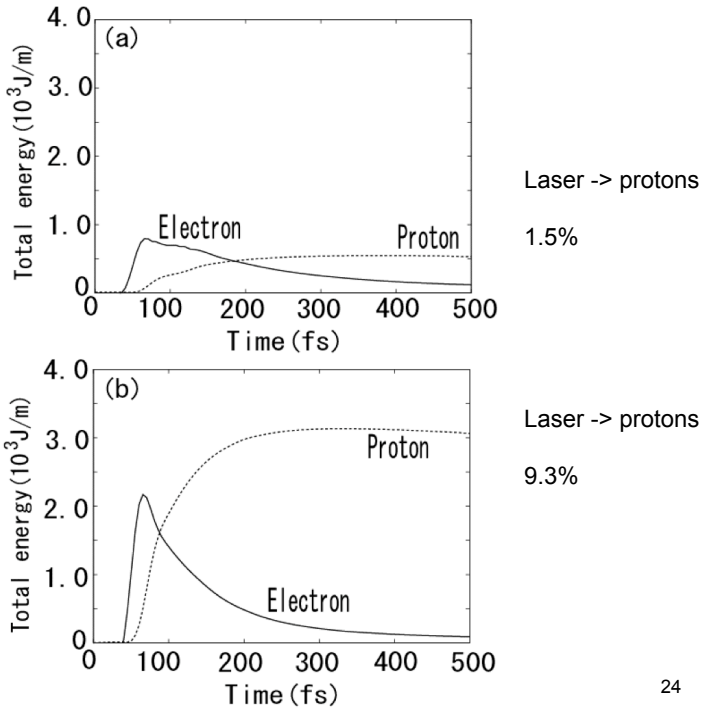 (a)
Total energy (10³J/m)
4.0
3.0
2.0
1.0
0
Electron
Proton
0 100 200 300 400 500
Time (fs)
Laser -> protons
1.5%
(b)
Total energy (10³J/m)
4.0
3.0
2.0
1.0
0
Proton
Electron
0 100 200 300 400 500
Time (fs)
Laser -> protons
9.3%
24